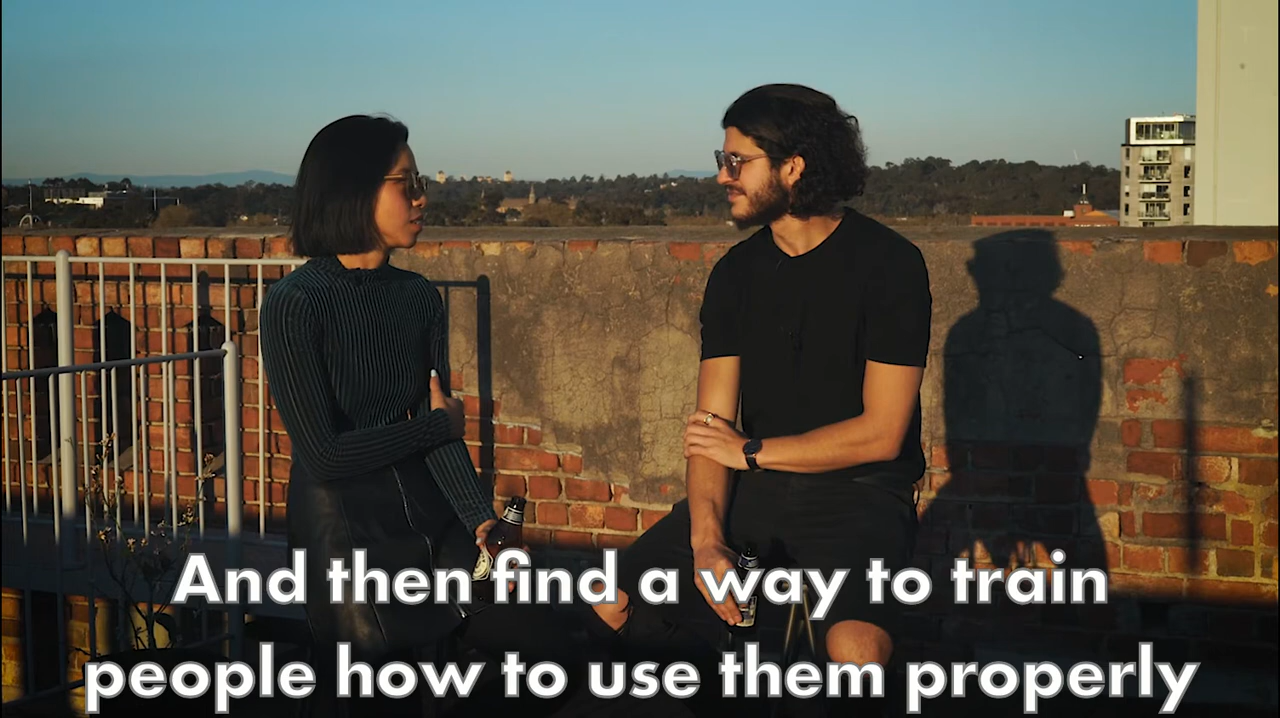 And then find a way to train
people how to use them properly